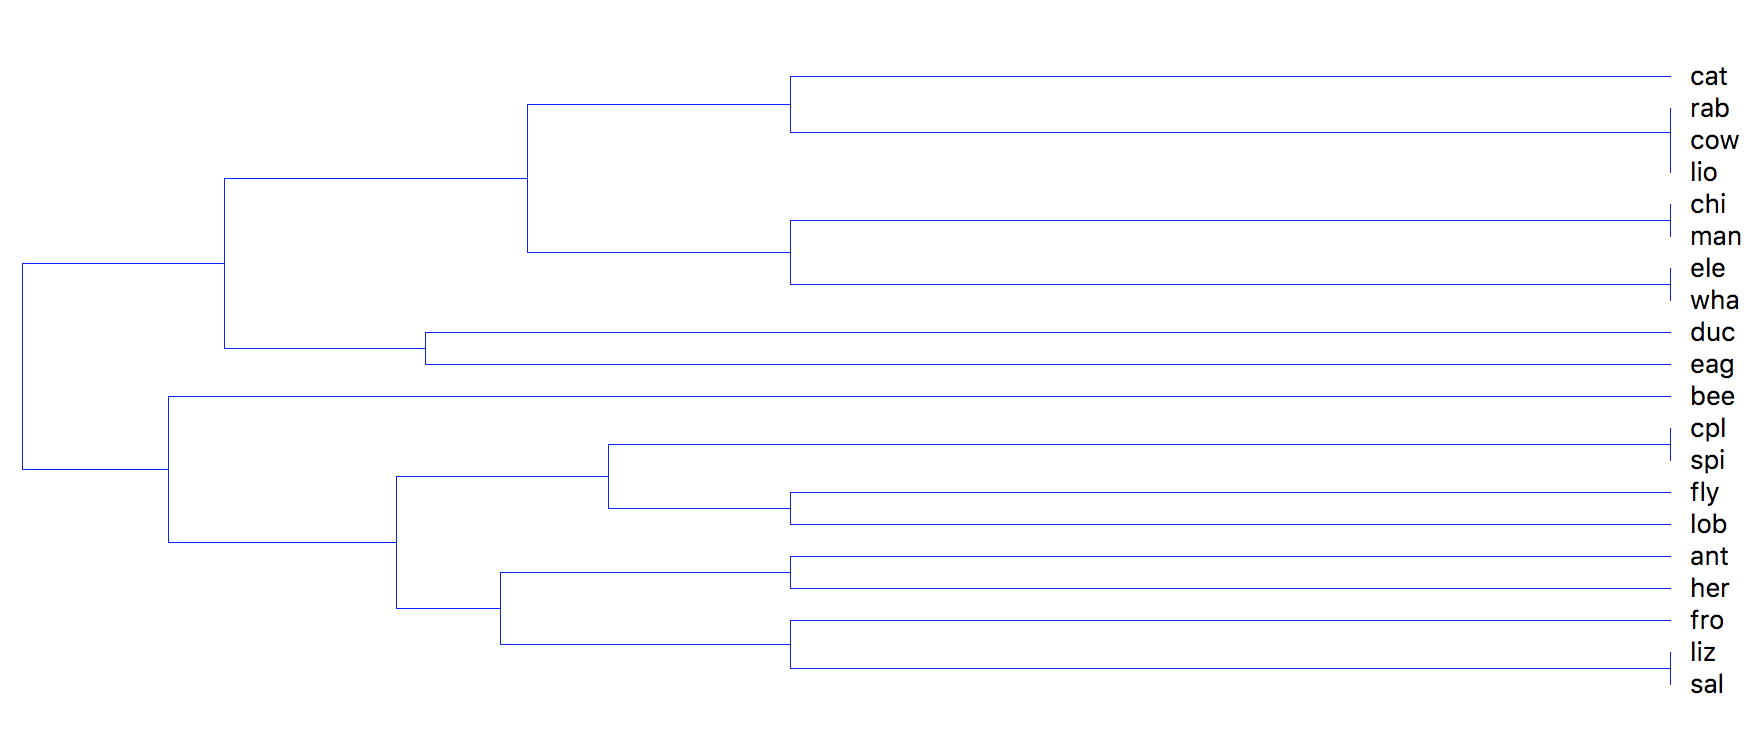 cat
rab
cow
lio
chi
man
ele
wha
duc
eag
bee
cpl
spi
fly
lob
ant
her
fro
liz
sal